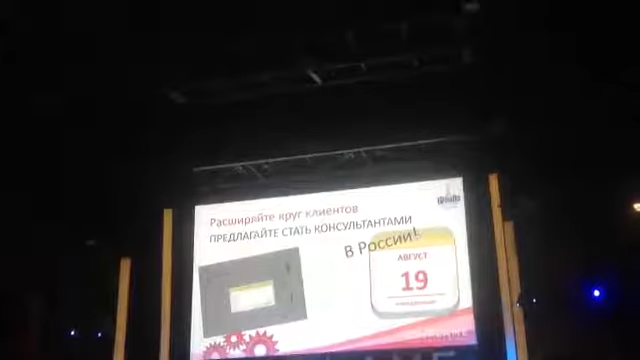 Расширяйте круг клиентов
ПРЕДЛАГАЙТЕ СТАТЬ КОНСУЛЬТАНТАМИ
В России!
АВГУСТ
19